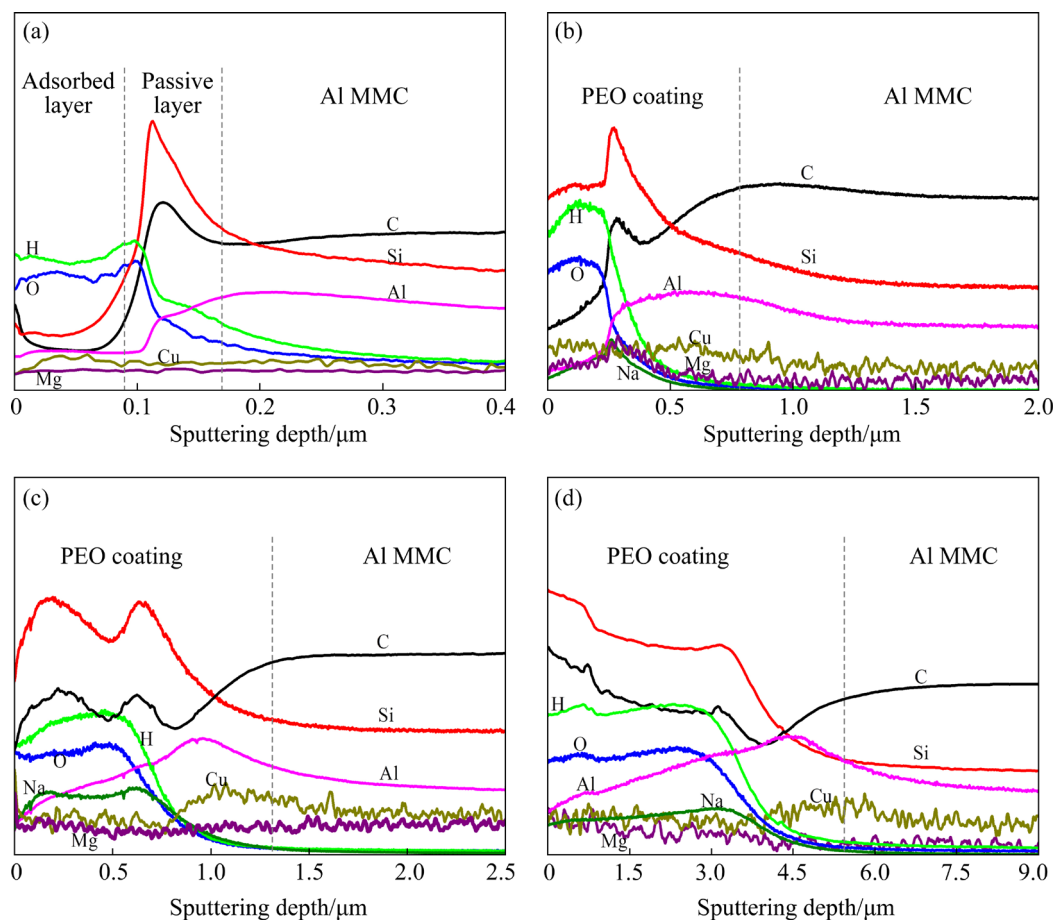 (a)
Adsorbed
layer
Passive
layer
Al MMC
H
O
C
Si
Al
Cu
Mg
0 0.1 0.2 0.3 0.4
Sputtering depth/μm
(b)
PEO coating
Al MMC
C
H
Si
O
Al
Cu
Mg
Na
0 0.5 1.0 1.5 2.0
Sputtering depth/μm
(c)
PEO coating
Al MMC
C
Si
H
O
Al
Na
Cu
Mg
0 0.5 1.0 1.5 2.0 2.5
Sputtering depth/μm
(d)
PEO coating
Al MMC
C
H
O
Si
Al
Na
Cu
Mg
0 1.5 3.0 4.5 6.0 7.5 9.0
Sputtering depth/μm